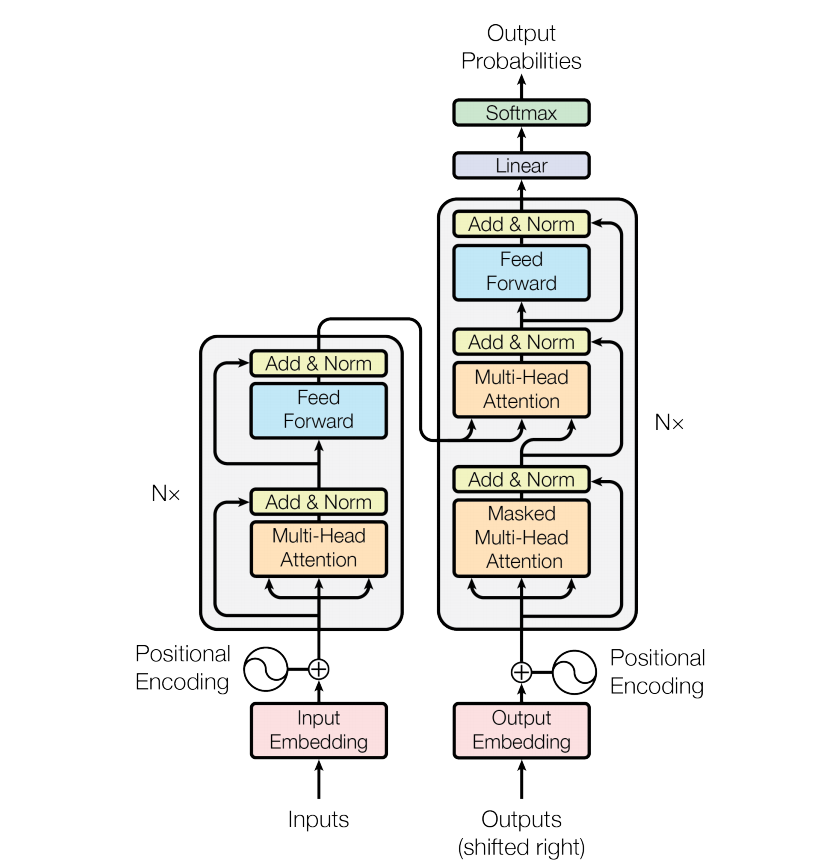 Output
Probabilities
Softmax
Linear
Add & Norm
Feed
Forward
Add & Norm
Multi-Head
Attention
Add & Norm
Masked
Multi-Head
Attention
N×
Add & Norm
Feed
Forward
Add & Norm
Multi-Head
Attention
N×
Positional
Encoding
Positional
Encoding
Input
Embedding
Output
Embedding
Inputs
Outputs
(shifted right)